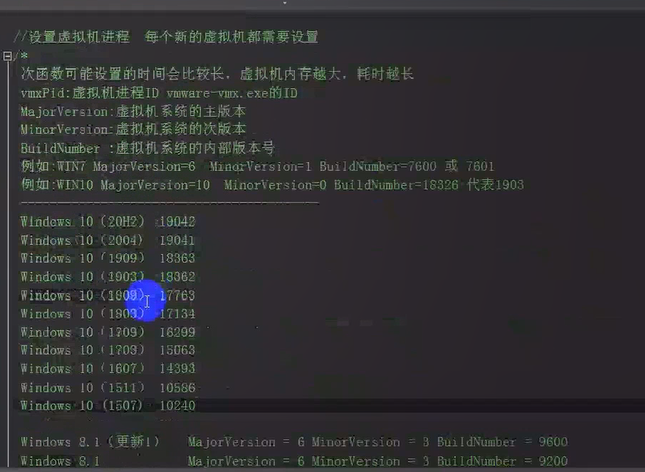 //设置虚拟机进程 每个新的虚拟机都需要设置
/*
次函数可能设置的时间会比较长，虚拟机内存越大，耗时越长
vmxPid:虚拟机进程ID vmware-vmx.exe的ID
MajorVersion:虚拟机系统的主版本
MinorVersion:虚拟机系统的次版本
BuildNumber :虚拟机系统的内部版本号
例如:WIN7 MajorVersion=6 MinorVersion=1 BuildNumber=7600 或 7601
例如:WIN10 MajorVersion=10 MinorVersion=0 BuildNumber=18326 代表1903
----------------------------------------
Windows 10 (20H2) 19042
Windows 10 (2004) 19041
Windows 10 (1909) 18363
Windows 10 (1903) 18362
Windows 10 (1809) 17763
Windows 10 (1803) 17134
Windows 10 (1709) 16299
Windows 10 (1703) 15063
Windows 10 (1607) 14393
Windows 10 (1511) 10586
Windows 10 (1507) 10240
Windows 8.1 (更新1) MajorVersion = 6 MinorVersion = 3 BuildNumber = 9600
Windows 8.1 MajorVersion = 6 MinorVersion = 3 BuildNumber = 9200